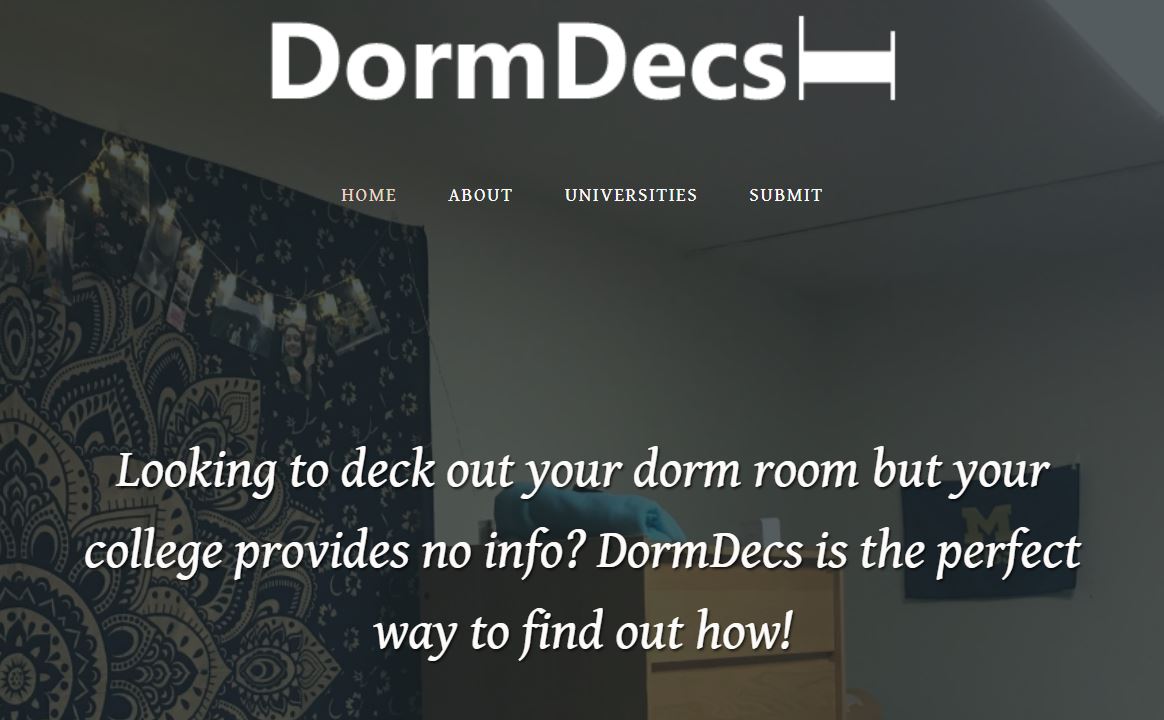 DormDecs
HOME ABOUT UNIVERSITIES SUBMIT
Looking to deck out your dorm room but your
college provides no info? DormDecs is the perfect
way to find out how!
M